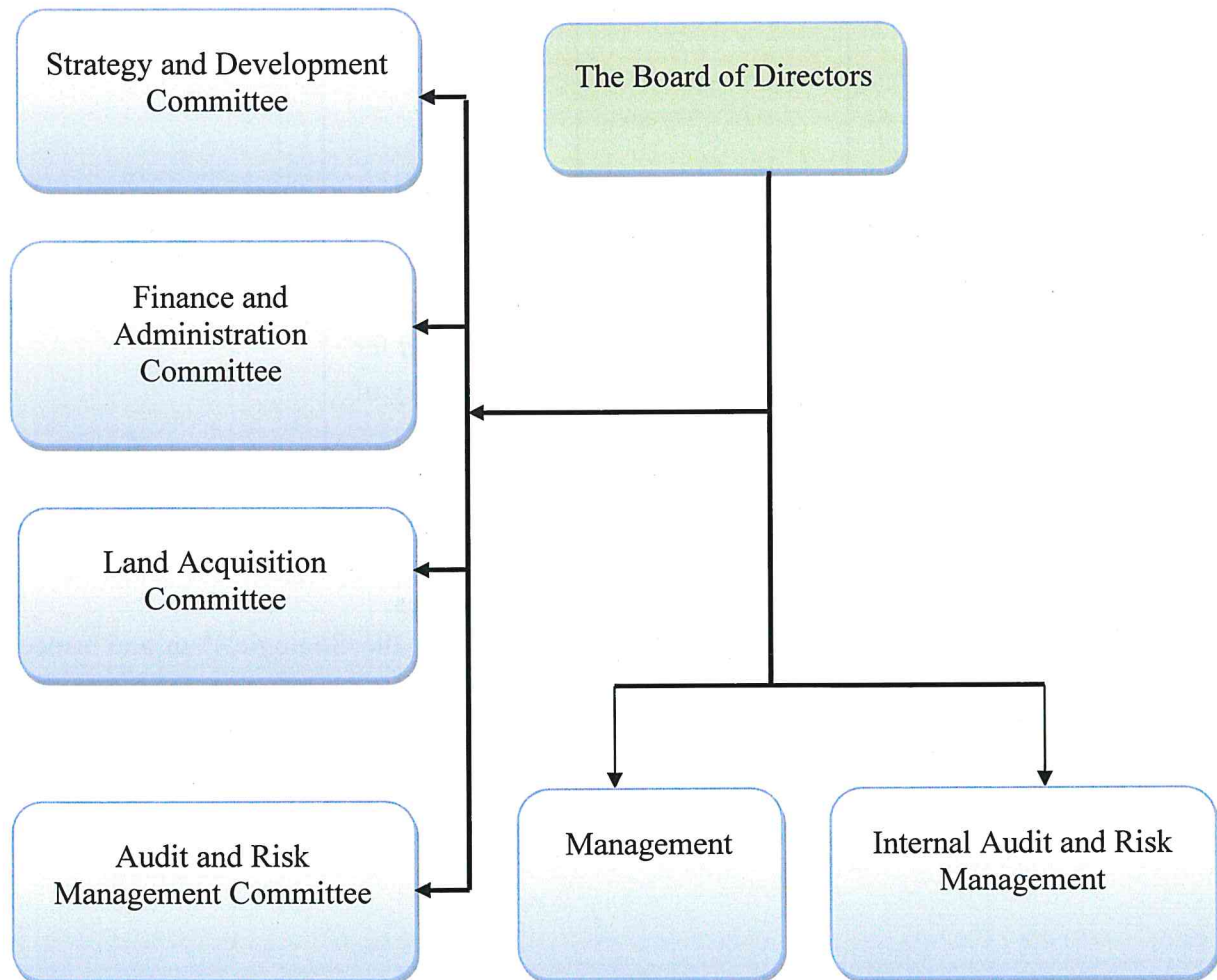 Strategy and Development
Committee
The Board of Directors
Finance and
Administration
Committee
Land Acquisition
Committee
Audit and Risk
Management Committee
Management
Internal Audit and Risk
Management